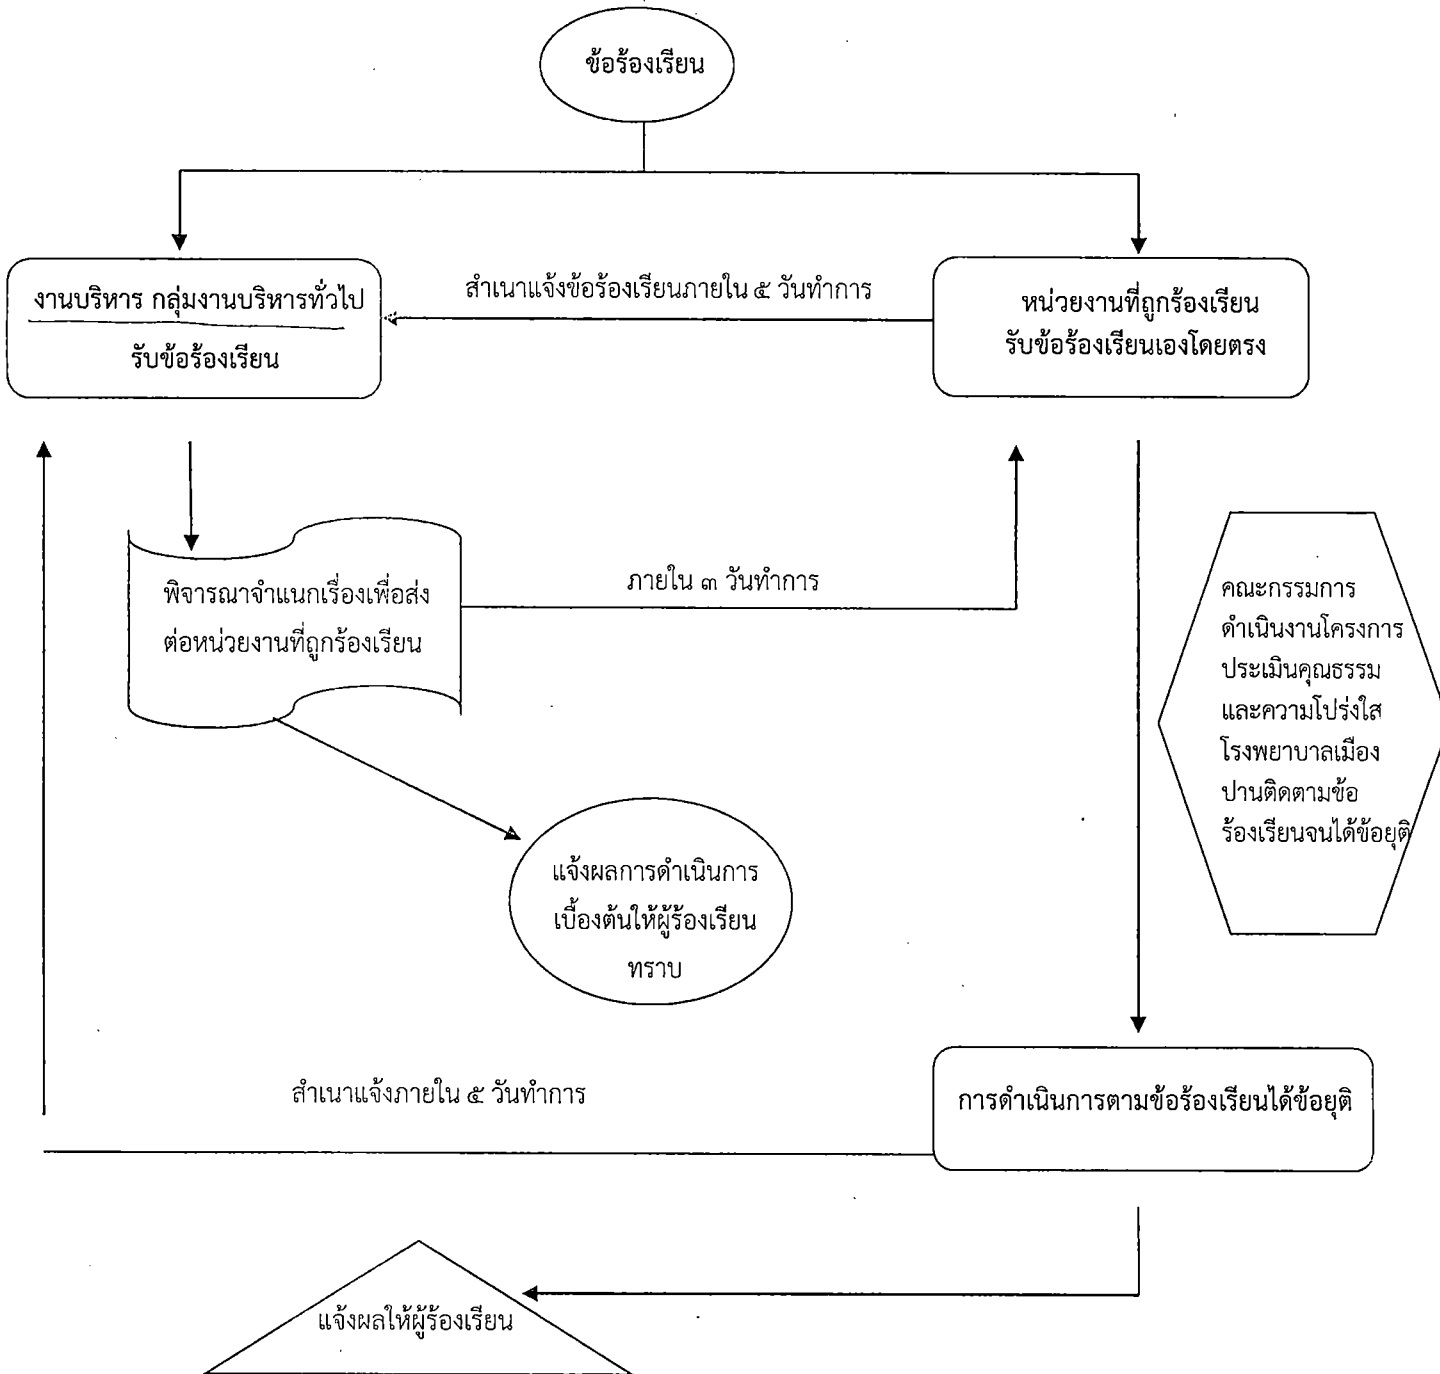 ข้อร้องเรียน
งานบริหาร กลุ่มงานบริหารทั่วไป
รับข้อร้องเรียน
สำเนาแจ้งข้อร้องเรียนภายใน ๕ วันทำการ
หน่วยงานที่ถูกร้องเรียน
รับข้อร้องเรียนเองโดยตรง
พิจารณาจำแนกเรื่องเพื่อส่ง
ต่อหน่วยงานที่ถูกร้องเรียน
ภายใน ๓ วันทำการ
คณะกรรมการ
ดำเนินงานโครงการ
ประเมินคุณธรรม
และความโปร่งใส
โรงพยาบาลเมือง
ปานติดตามข้อ
ร้องเรียนจนได้ข้อยุติ
แจ้งผลการดำเนินการ
เบื้องต้นให้ผู้ร้องเรียน
ทราบ
สำเนาแจ้งภายใน ๕ วันทำการ
การดำเนินการตามข้อร้องเรียนได้ข้อยุติ
แจ้งผลให้ผู้ร้องเรียน